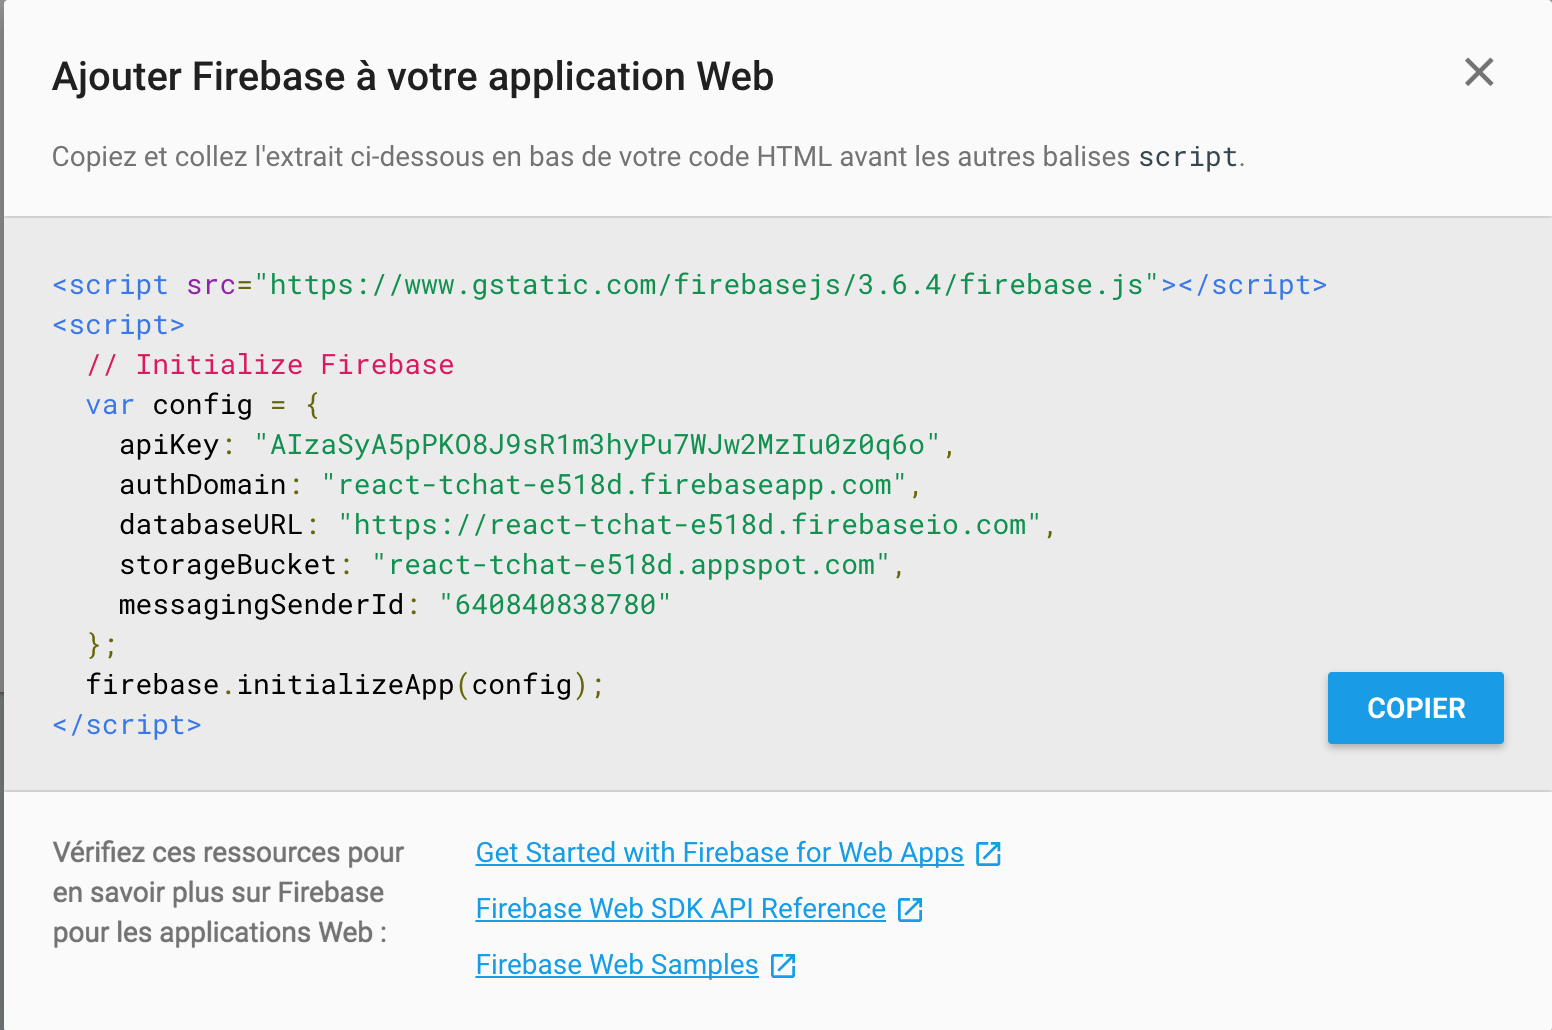 Ajouter Firebase à votre application Web
Copiez et collez l'extrait ci-dessous en bas de votre code HTML avant les autres balises script.
<script src="https://www.gstatic.com/firebasejs/3.6.4/firebase.js"></script>
<script>
  // Initialize Firebase
  var config = {
    apiKey: "AIzaSyA5pPKO8J9sR1m3hyPu7WJw2MzIu0z0q6o",
    authDomain: "react-tchat-e518d.firebaseapp.com",
    databaseURL: "https://react-tchat-e518d.firebaseio.com",
    storageBucket: "react-tchat-e518d.appspot.com",
    messagingSenderId: "640840838780"
  };
  firebase.initializeApp(config);
</script>
COPIER
Vérifiez ces ressources pour
en savoir plus sur Firebase
pour les applications Web :
Get Started with Firebase for Web Apps
Firebase Web SDK API Reference
Firebase Web Samples